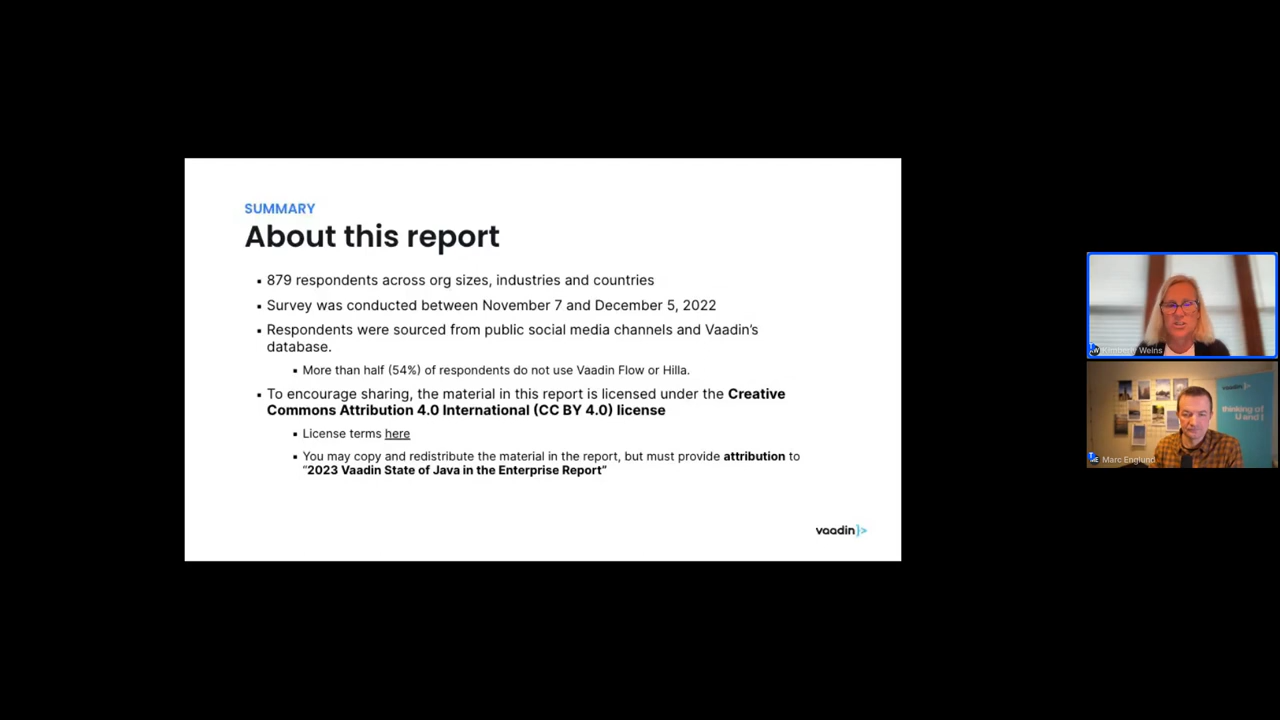 SUMMARY
About this report
▪ 879 respondents across org sizes, industries and countries
▪ Survey was conducted between November 7 and December 5, 2022
▪ Respondents were sourced from public social media channels and Vaadin’s
database.
▪ More than half (54%) of respondents do not use Vaadin Flow or Hilla.
▪ To encourage sharing, the material in this report is licensed under the Creative
Commons Attribution 4.0 International (CC BY 4.0) license
▪ License terms here
▪ You may copy and redistribute the material in the report, but must provide attribution to
“2023 Vaadin State of Java in the Enterprise Report”
vaadin}>
Kimberly Weins
vaadin}>
thinking of
U and I
Marc Englund